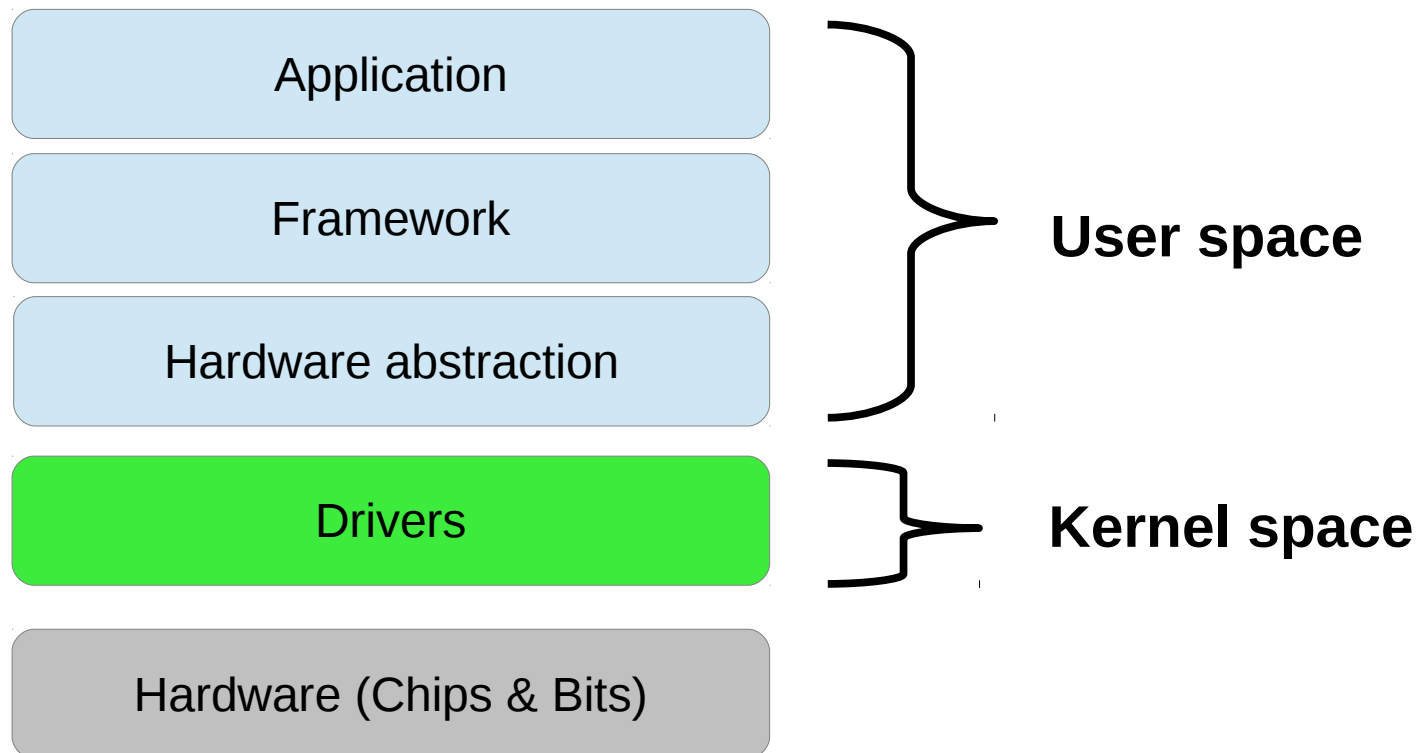 Application
Framework
User space
Hardware abstraction
Drivers
Kernel space
Hardware (Chips & Bits)